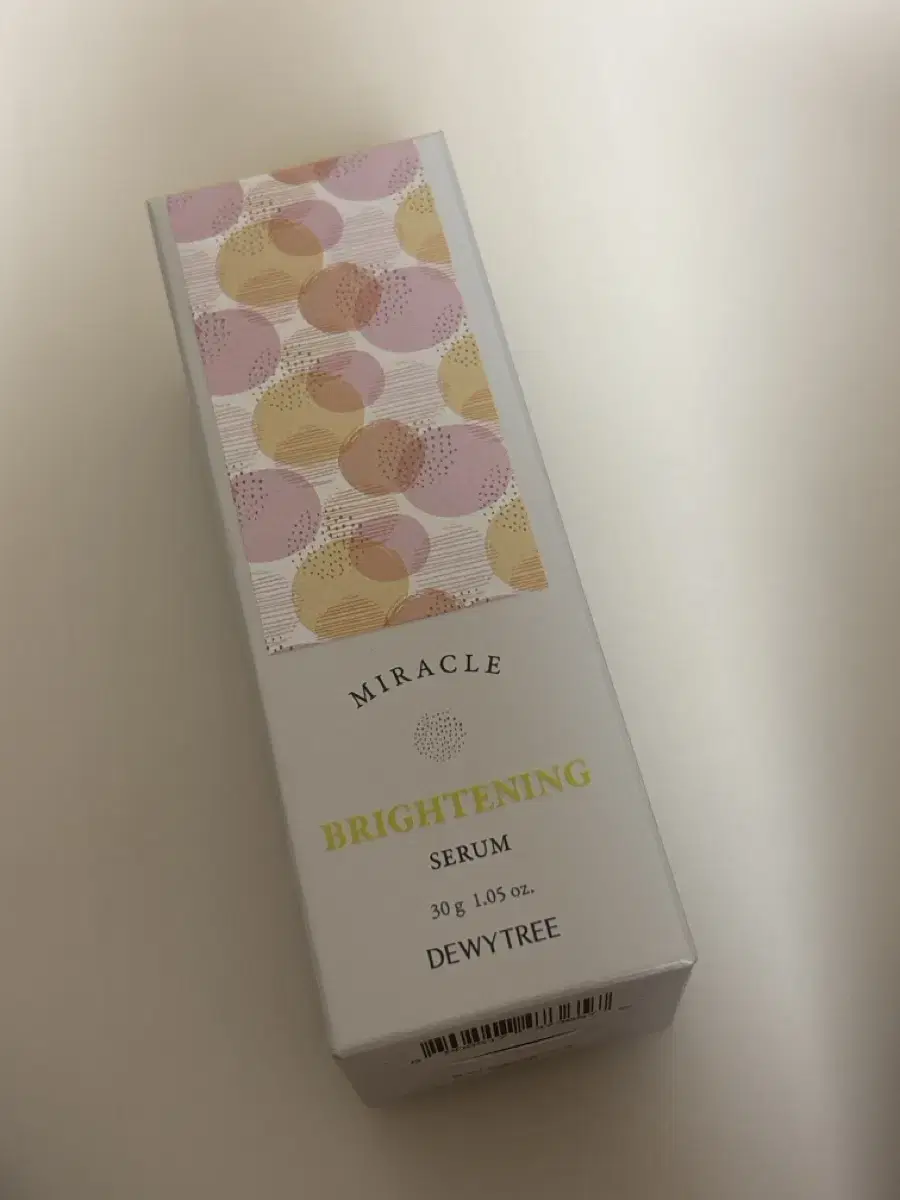 MIRACLE
BRIGHTENING
SERUM
30 g 1.05 oz.
DEWYTREE